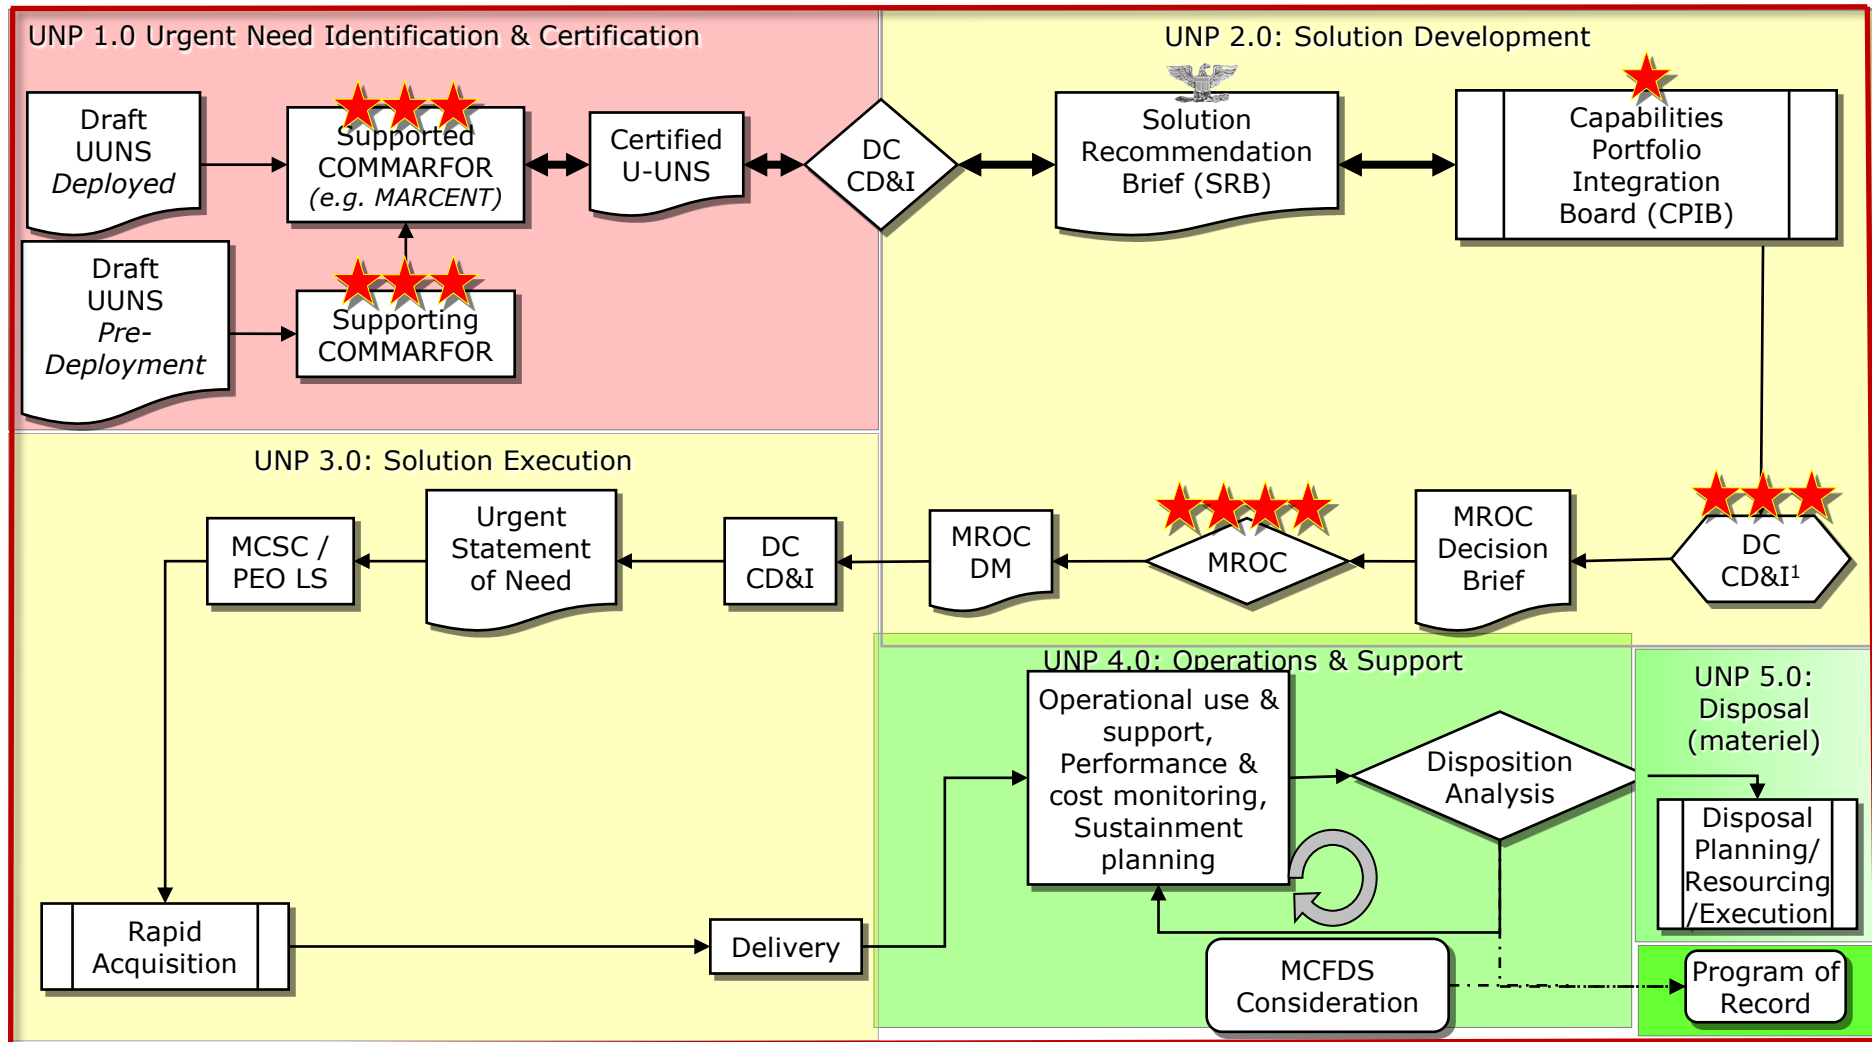 UNP 1.0 Urgent Need Identification & Certification
Draft
UUNS
Deployed
Supported
COMMARFOR
(e.g. MARCENT)
Certified
U-UNS
DC
CD&I
Draft
UUNS
Pre-
Deployment
Supporting
COMMARFOR
UNP 2.0: Solution Development
Solution
Recommendation
Brief (SRB)
Capabilities
Portfolio
Integration
Board (CPIB)
DC
CD&I¹
MROC
Decision
Brief
MROC
MROC
DM
UNP 3.0: Solution Execution
DC
CD&I
Urgent
Statement
of Need
MCSC /
PEO LS
Rapid
Acquisition
Delivery
UNP 4.0: Operations & Support
Operational use &
support,
Performance &
cost monitoring,
Sustainment
planning
Disposition
Analysis
MCFDS
Consideration
UNP 5.0:
Disposal
(materiel)
Disposal
Planning/
Resourcing
/Execution
Program of
Record